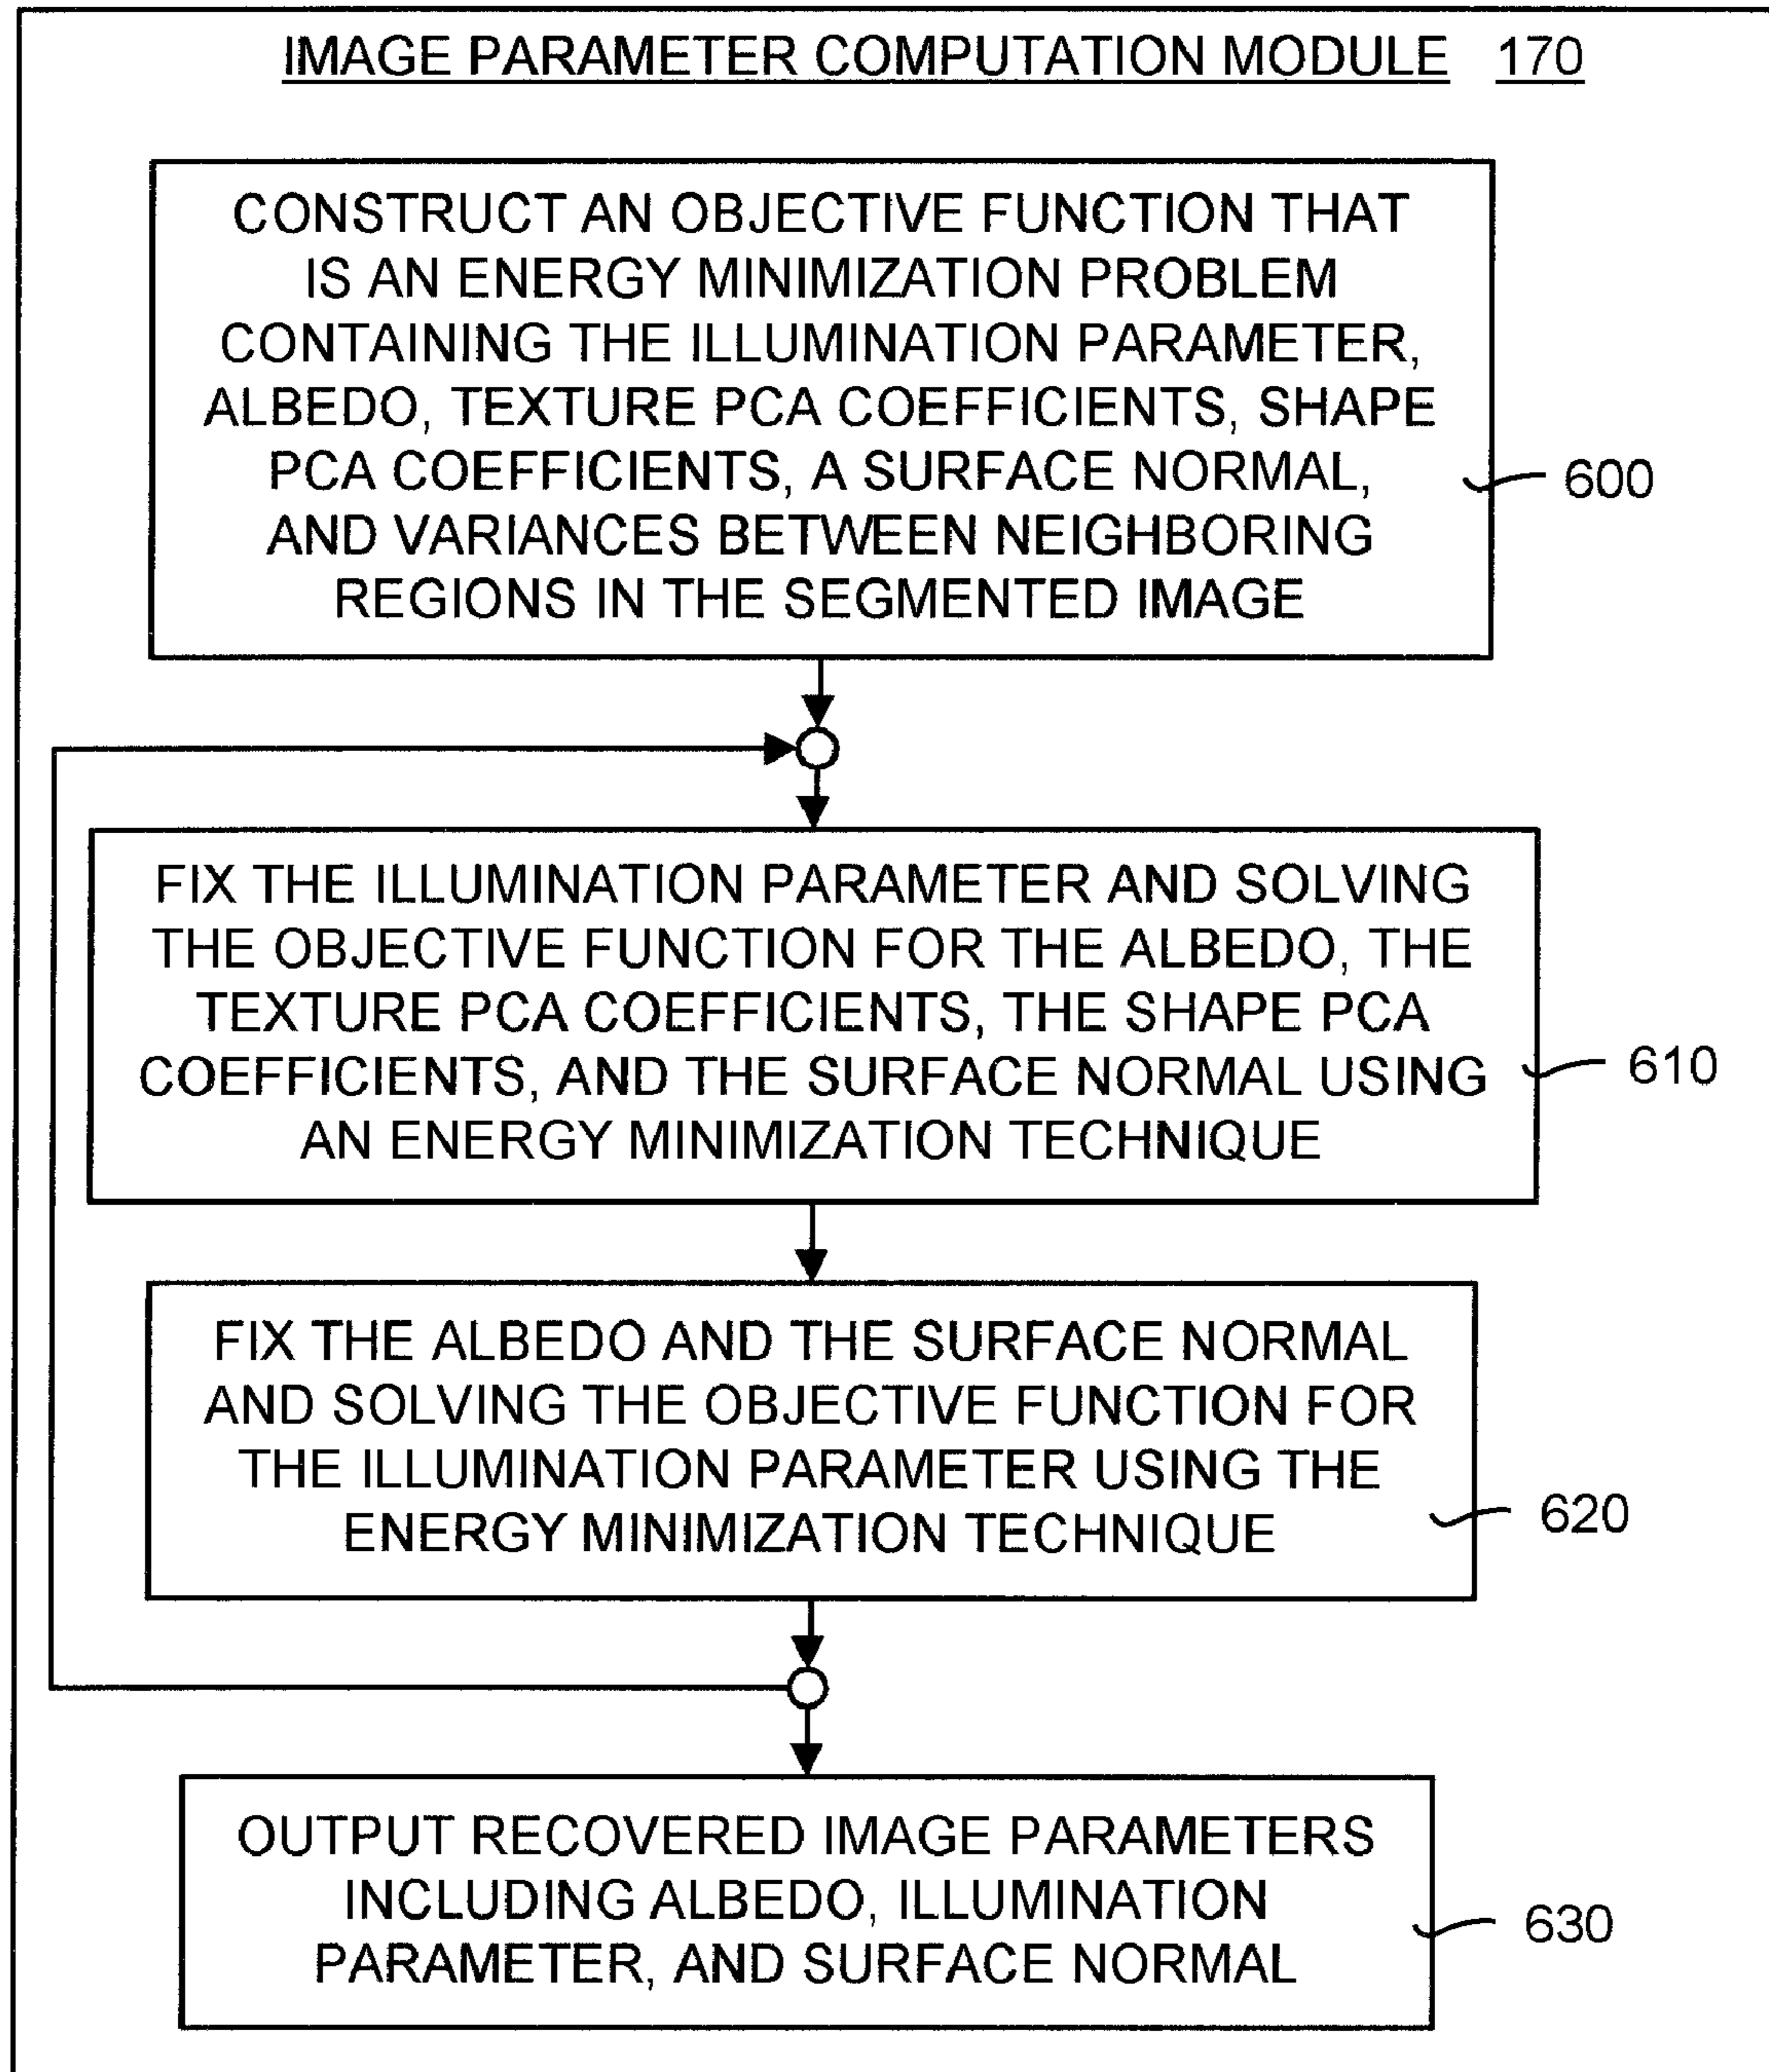 IMAGE PARAMETER COMPUTATION MODULE 170
CONSTRUCT AN OBJECTIVE FUNCTION THAT
IS AN ENERGY MINIMIZATION PROBLEM
CONTAINING THE ILLUMINATION PARAMETER,
ALBEDO, TEXTURE PCA COEFFICIENTS, SHAPE
PCA COEFFICIENTS, A SURFACE NORMAL,
AND VARIANCES BETWEEN NEIGHBORING
REGIONS IN THE SEGMENTED IMAGE
600
FIX THE ILLUMINATION PARAMETER AND SOLVING
THE OBJECTIVE FUNCTION FOR THE ALBEDO, THE
TEXTURE PCA COEFFICIENTS, THE SHAPE PCA
COEFFICIENTS, AND THE SURFACE NORMAL USING
AN ENERGY MINIMIZATION TECHNIQUE
610
FIX THE ALBEDO AND THE SURFACE NORMAL
AND SOLVING THE OBJECTIVE FUNCTION FOR
THE ILLUMINATION PARAMETER USING THE
ENERGY MINIMIZATION TECHNIQUE
620
OUTPUT RECOVERED IMAGE PARAMETERS
INCLUDING ALBEDO, ILLUMINATION
PARAMETER, AND SURFACE NORMAL
630